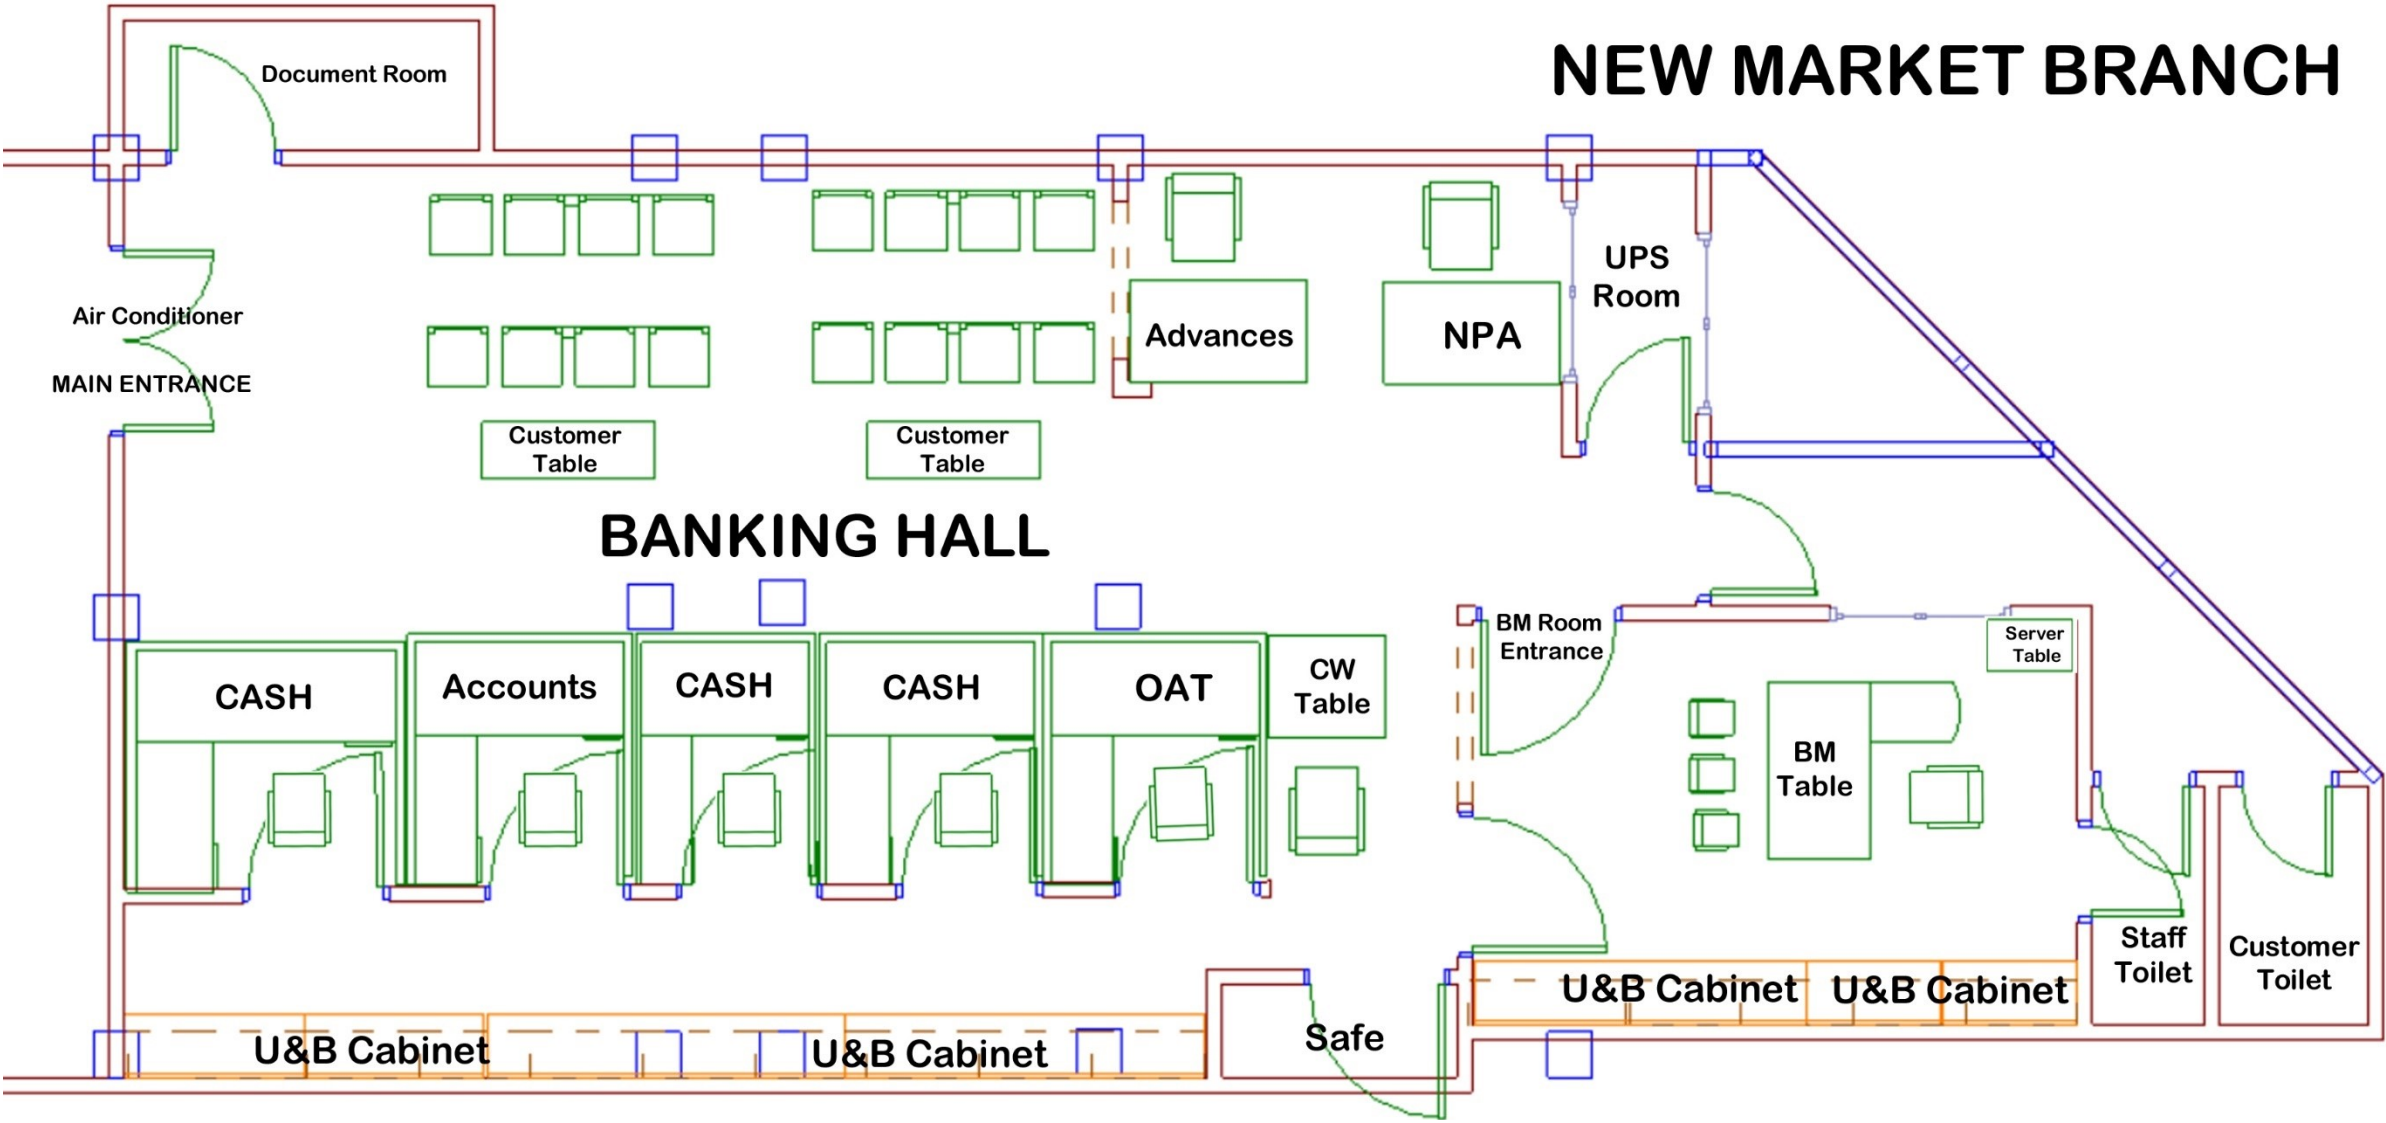 NEW MARKET BRANCH
Document Room
UPS
Room
Air Conditioner
MAIN ENTRANCE
Advances
NPA
Customer
Table
Customer
Table
BANKING HALL
BM Room
Entrance
Server
Table
CASH
Accounts
CASH
CASH
OAT
CW
Table
BM
Table
Staff
Toilet
Customer
Toilet
U&B Cabinet
U&B Cabinet
Safe
U&B Cabinet
U&B Cabinet